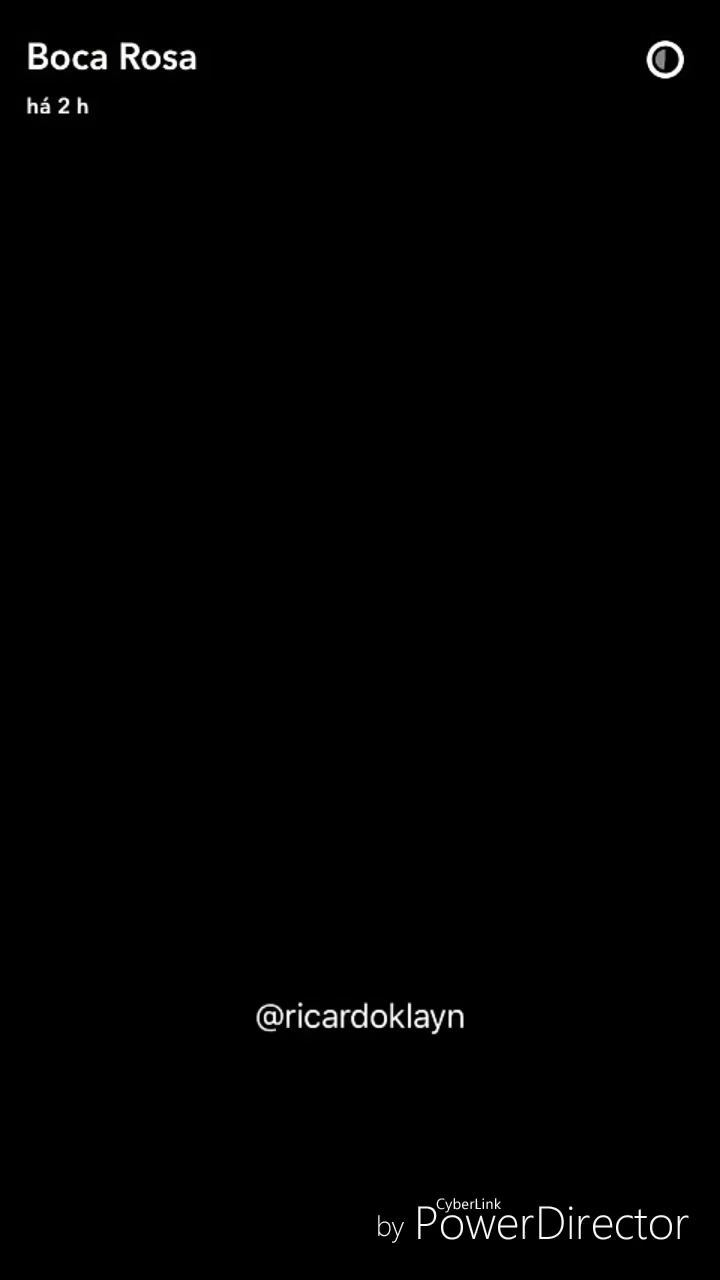 Boca Rosa
há 2 h
@ricardoklayn
CyberLink
by PowerDirector